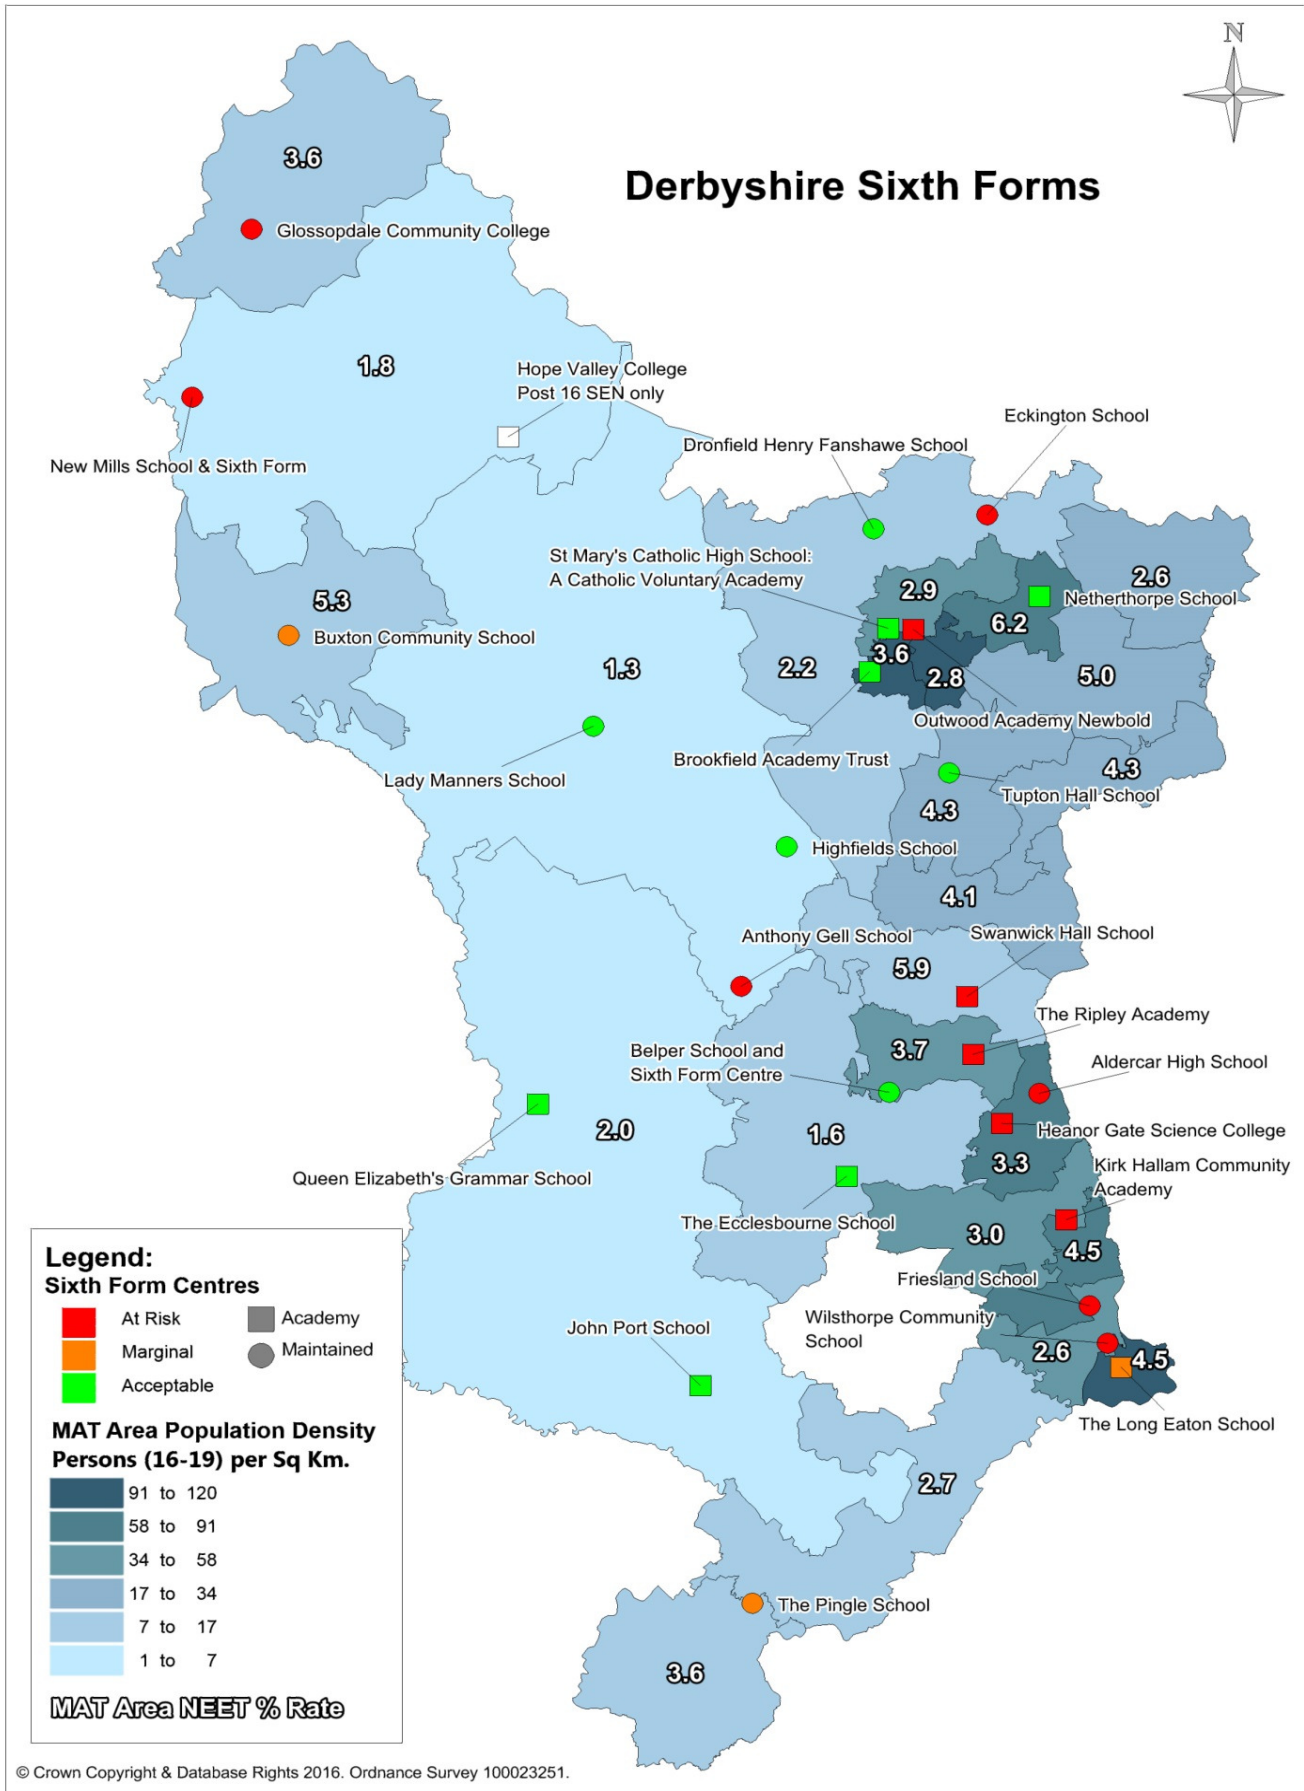 N
Derbyshire Sixth Forms
3.6
Glossopdale Community College
1.8
Hope Valley College
Post 16 SEN only
New Mills School & Sixth Form
Eckington School
Dronfield Henry Fanshawe School
St Mary's Catholic High School:
A Catholic Voluntary Academy
2.9
2.6
Netherthorpe School
6.2
5.3
Buxton Community School
3.6
2.8
1.3
2.2
5.0
Outwood Academy Newbold
Brookfield Academy Trust
Lady Manners School
4.3
Tupton Hall School
4.3
Highfields School
4.1
Swanwick Hall School
Anthony Gell School
5.9
The Ripley Academy
Belper School and
Sixth Form Centre
3.7
Aldercar High School
2.0
1.6
Heanor Gate Science College
3.3
Kirk Hallam Community
Academy
Queen Elizabeth's Grammar School
The Ecclesbourne School
3.0
4.5
Friesland School
Wilsthorpe Community
School
John Port School
2.6
4.5
The Long Eaton School
2.7
The Pingle School
3.6
Legend:
Sixth Form Centres
At Risk
Academy
Marginal
Maintained
Acceptable
MAT Area Population Density
Persons (16-19) per Sq Km.
91 to 120
58 to 91
34 to 58
17 to 34
7 to 17
1 to 7
MAT Area NEET % Rate
© Crown Copyright & Database Rights 2016. Ordnance Survey 100023251.